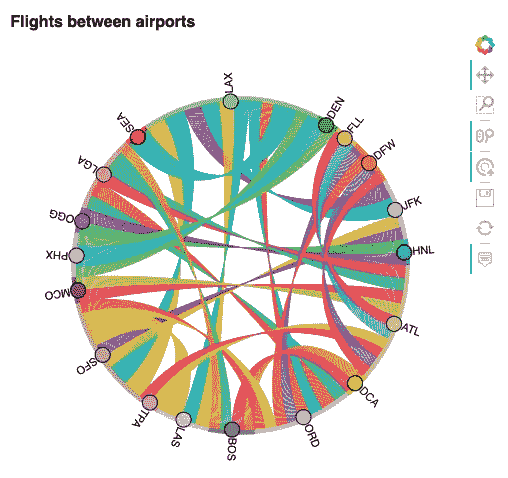 Flights between airports
LAX
DEN
FLL
DFW
JFK
HNL
ATL
DCA
ORD
BOS
LAS
TPA
SFO
MCO
PHX
OGG
LGA
SEA